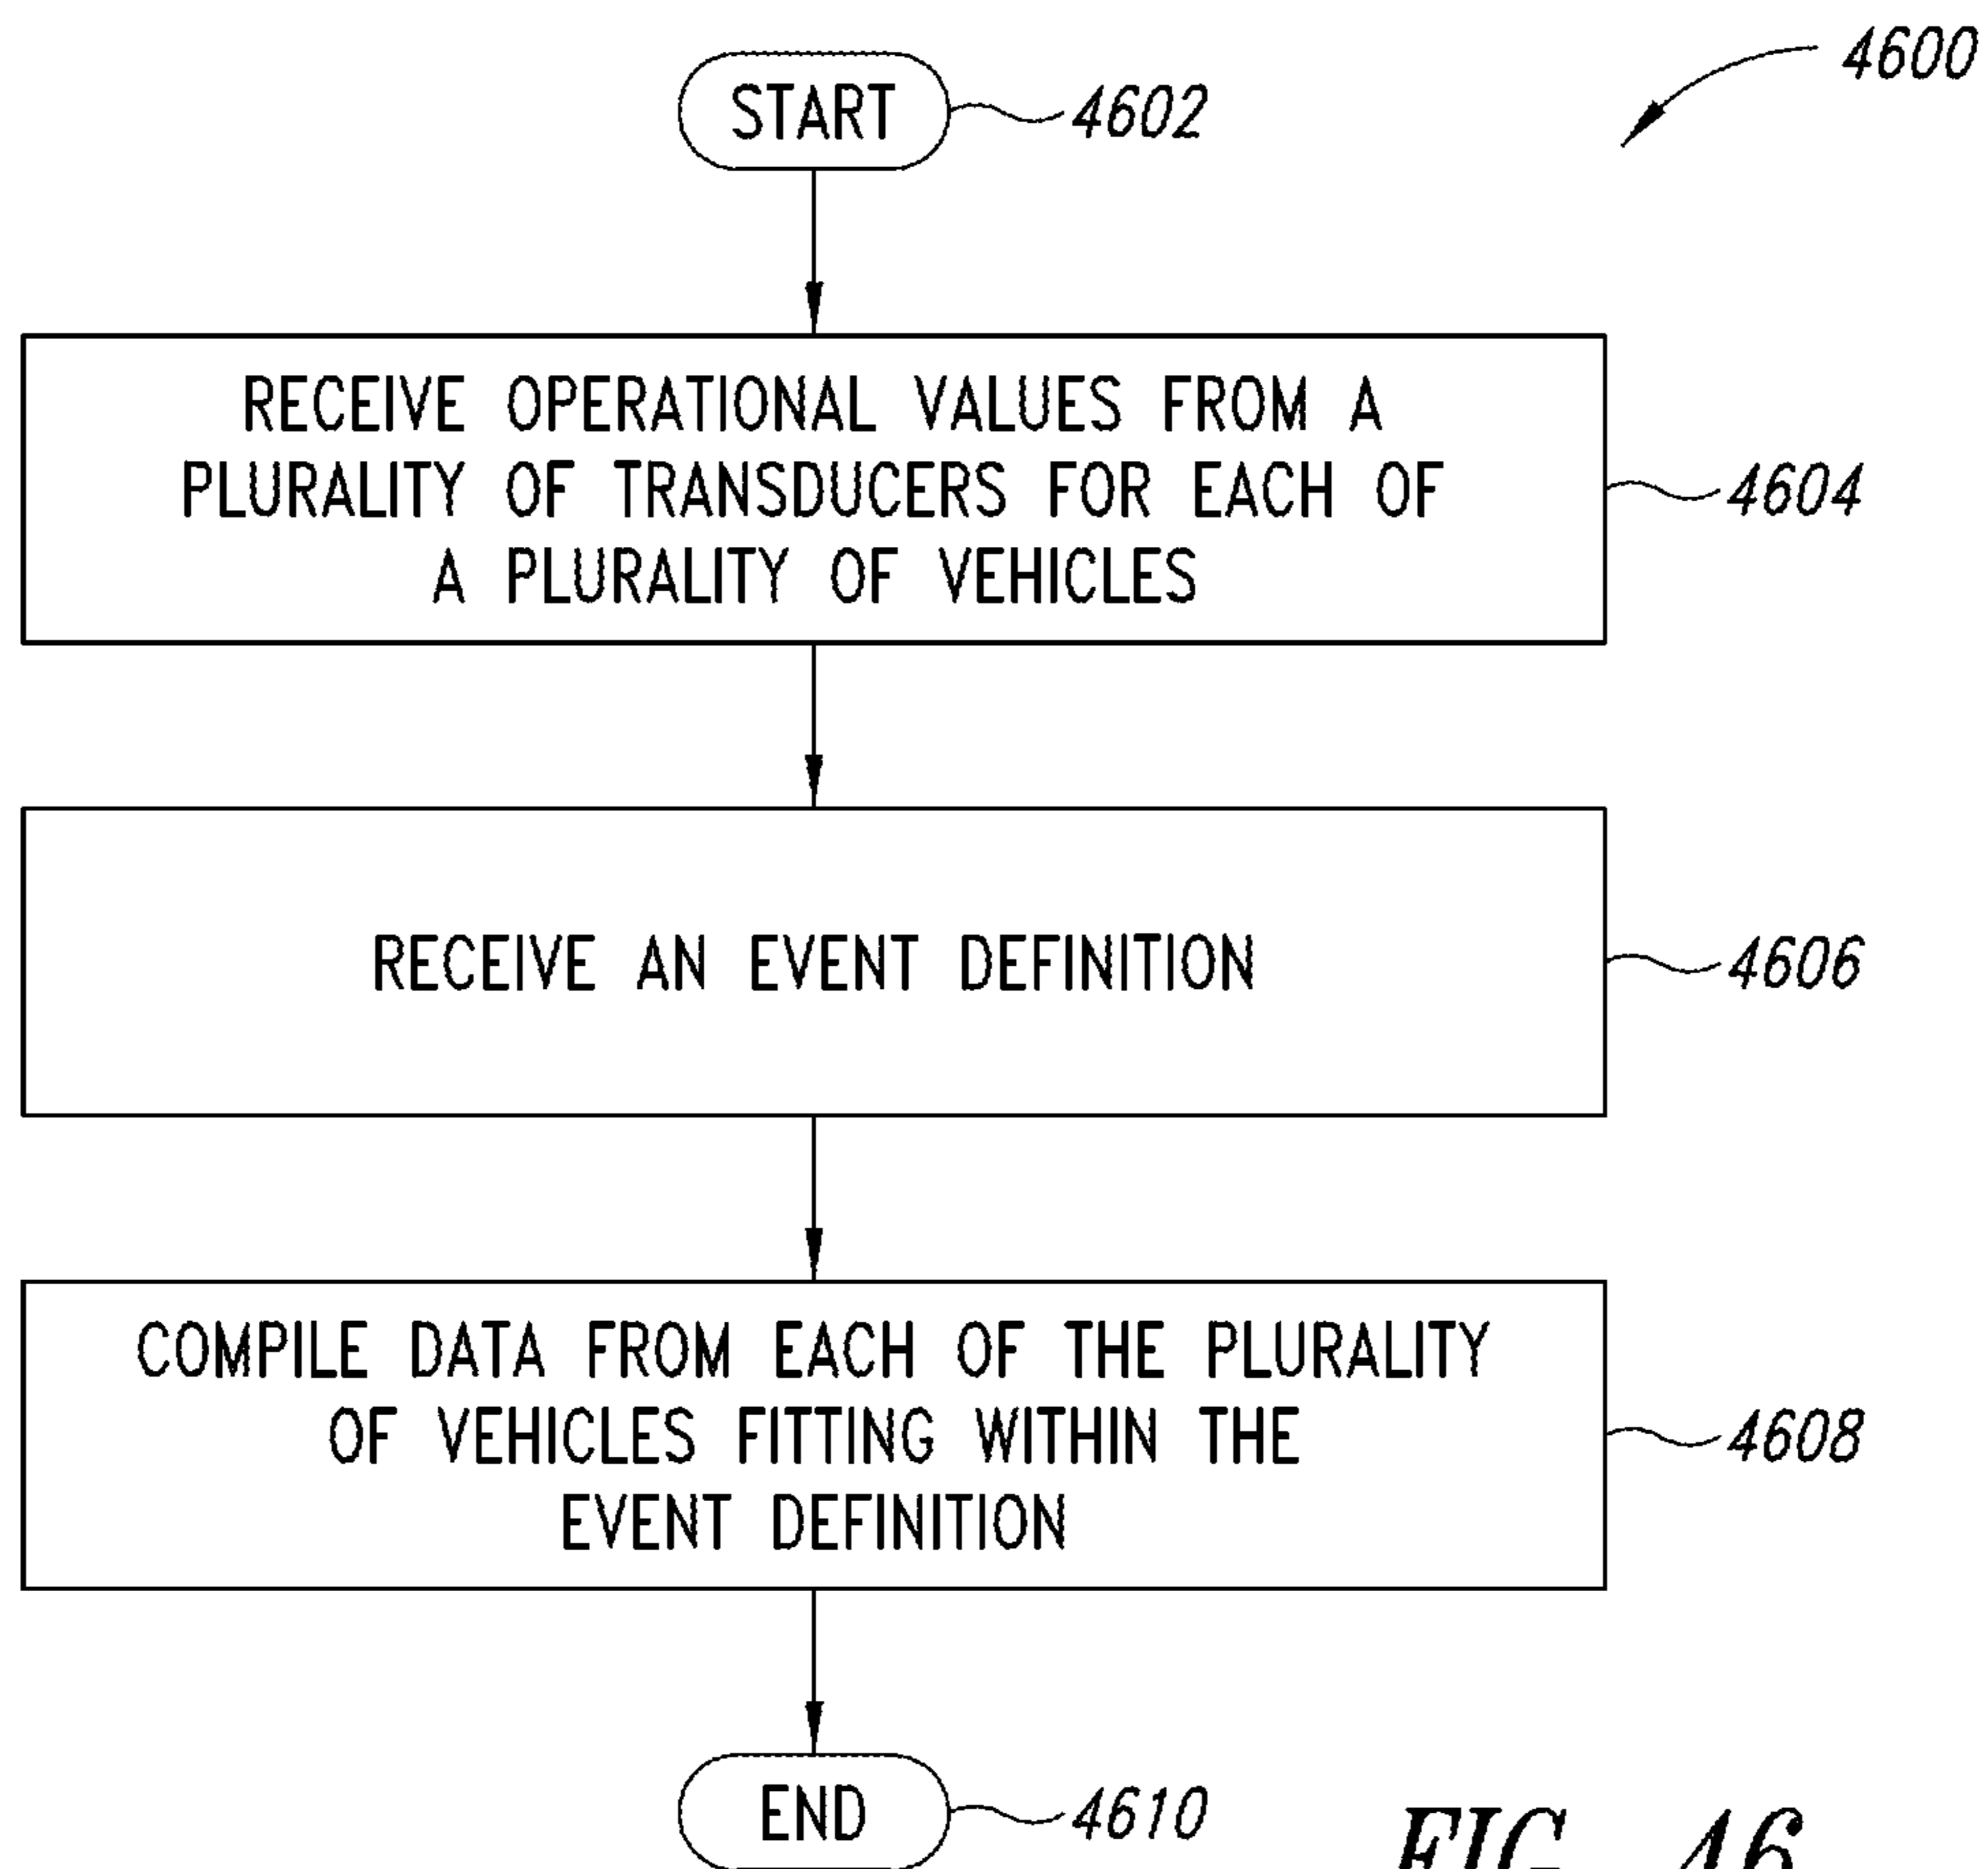 4600
START 4602
RECEIVE OPERATIONAL VALUES FROM A
PLURALITY OF TRANSDUCERS FOR EACH OF
A PLURALITY OF VEHICLES
4604
RECEIVE AN EVENT DEFINITION
4606
COMPILE DATA FROM EACH OF THE PLURALITY
OF VEHICLES FITTING WITHIN THE
EVENT DEFINITION
4608
END 4610
FIG. 46